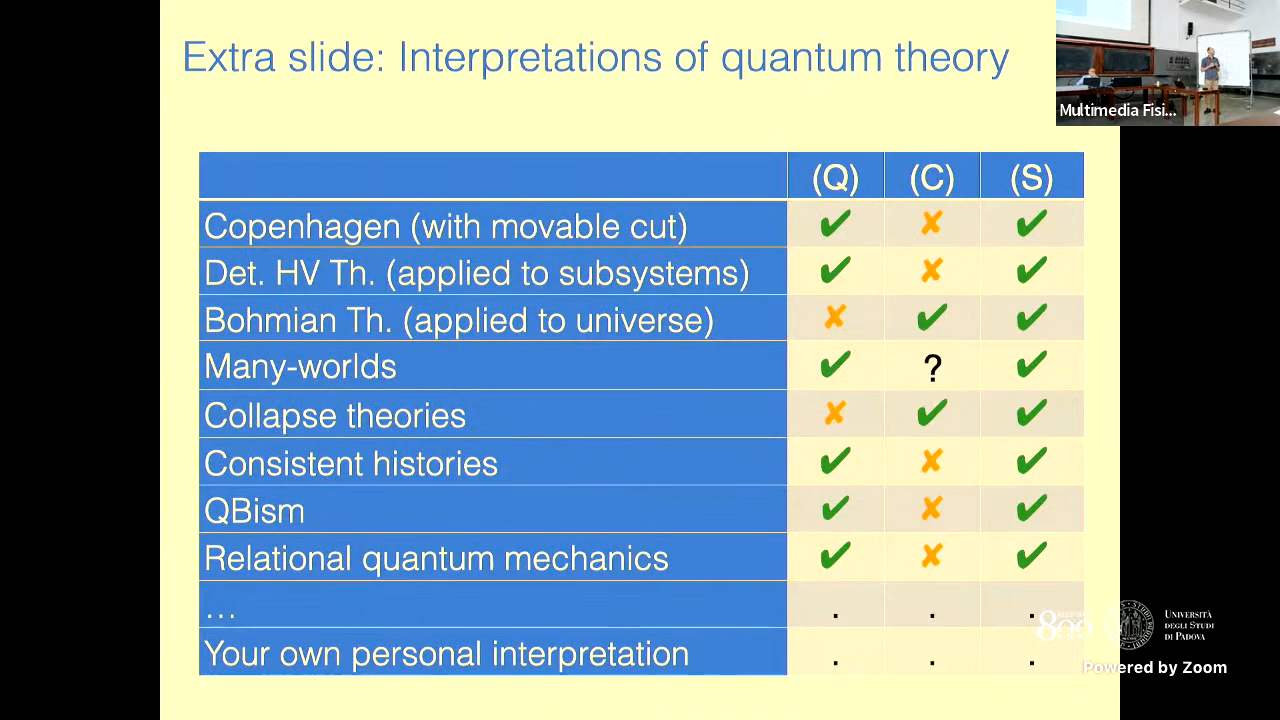 Extra slide: Interpretations of quantum theory
Multimedia Fisi...
(Q) (C) (S)
Copenhagen (with movable cut) ✔ ✘ ✔
Det. HV Th. (applied to subsystems) ✔ ✘ ✔
Bohmian Th. (applied to universe) ✘ ✔ ✔
Many-worlds ✔ ? ✔
Collapse theories ✘ ✔ ✔
Consistent histories ✔ ✘ ✔
QBism ✔ ✘ ✔
Relational quantum mechanics ✔ ✘ ✔
... . . .
Your own personal interpretation . . .
800
UNIVERSITÀ
DEGLI STUDI
DI PADOVA
Powered by Zoom